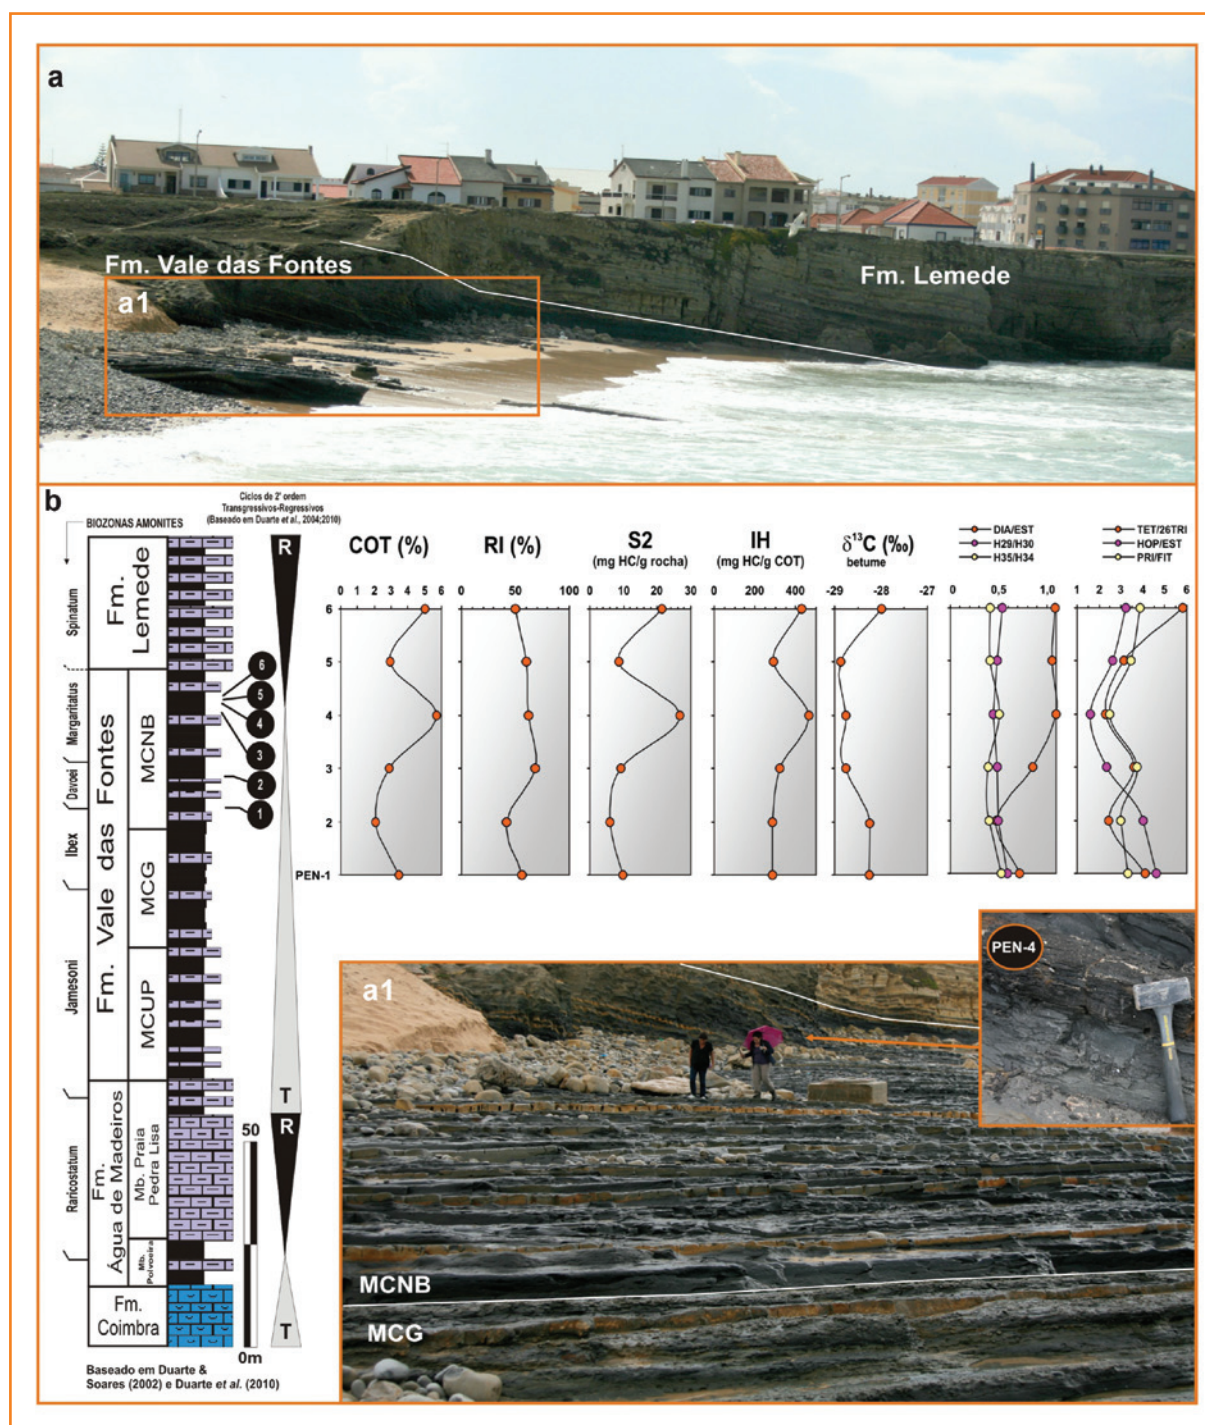 a
Fm. Vale das Fontes
Fm. Lemede
a1
b
Ciclos de 2ª ordem
Transgressivos-Regressivos
(Baseado em Duarte et al., 2004;2010)
BIOZONAS AMONITES
Spinatum
Margaritatus
Davoei
Ibex
Jamesoni
Raricostatum
Fm.
Lemede
Fm. Vale das Fontes
MCNB
MCG
MCUP
Fm.
Água de Madeiros
Mb. Praia
Pedra Lisa
Mb.
Polvoeira
Fm.
Coimbra
6
5
4
3
2
1
R
T
R
T
50
0m
Baseado em Duarte &
Soares (2002) e Duarte et al. (2010)
COT (%)
0 1 2 3 4 5 6
RI (%)
0 50 100
S2
(mg HC/g rocha)
0 10 20 30
IH
(mg HC/g COT)
0 200 400
δ¹³C (‰)
betume
-29 -28 -27
DIA/EST
H29/H30
H35/H34
0 0,5 1,0
TET/26TRI
HOP/EST
PRI/FIT
1 2 3 4 5 6
6
5
4
3
2
PEN-1
PEN-4
a1
MCNB
MCG